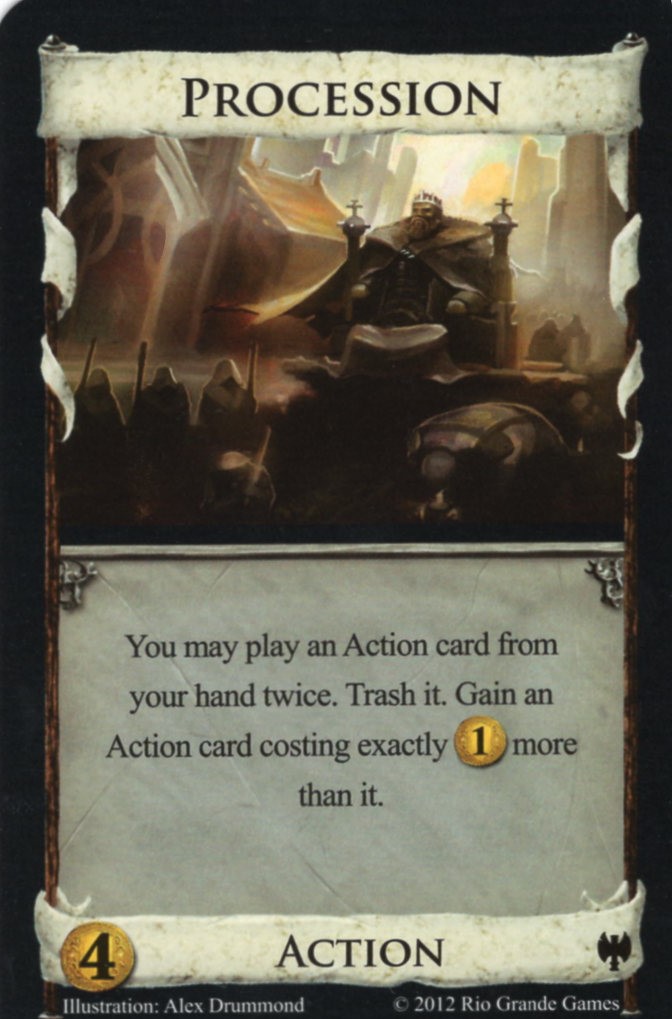 PROCESSION
You may play an Action card from
your hand twice. Trash it. Gain an
Action card costing exactly 1 more
than it.
4 ACTION
Illustration: Alex Drummond © 2012 Rio Grande Games